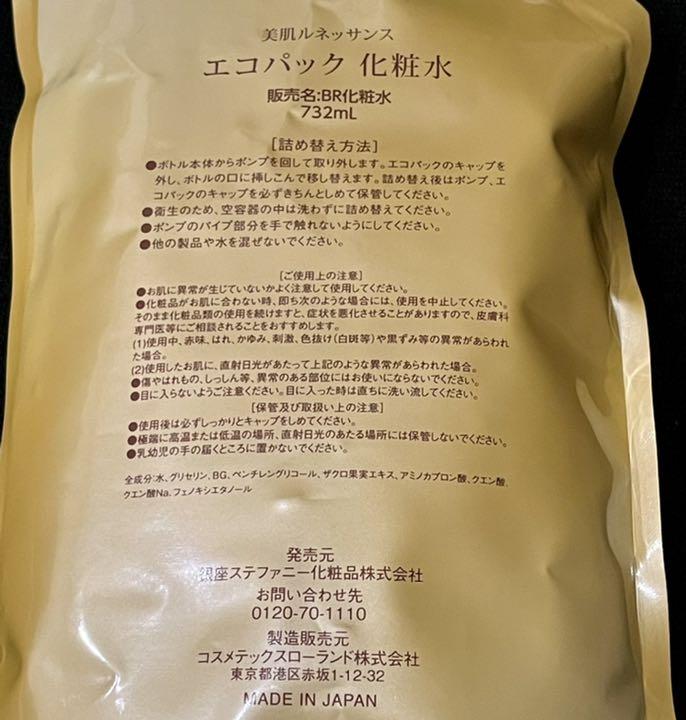 美肌ルネッサンス
エコパック 化粧水
販売名:BR化粧水
732mL
[詰め替え方法]
●ボトル本体からポンプを回して取り外します。エコパックのキャップを
外し、ボトルの口に挿しこんで移し替えます。詰め替え後はポンプ、エ
コパックのキャップを必ずきちんとしめて保管してください。
●衛生のため、空容器の中は洗わずに詰め替えてください。
●ポンプのパイプ部分を手で触れないようにしてください。
●他の製品や水を混ぜないでください。
[ご使用上の注意]
●お肌に異常が生じていないかよく注意して使用してください。
●化粧品がお肌に合わない時、即ち次のような場合には、使用を中止してください。
そのまま化粧品類の使用を続けますと、症状を悪化させることがありますので、皮膚科
専門医等にご相談されることをおすすめします。
(1)使用中、赤味、はれ、かゆみ、刺激、色抜け(白斑等)や黒ずみ等の異常があらわれ
た場合。
(2)使用したお肌に、直射日光があたって上記のような異常があらわれた場合。
●傷やはれもの、しっしん等、異常のある部位にはお使いにならないでください。
●目に入らないようご注意ください。目に入った時は直ちに洗い流してください。
[保管及び取扱い上の注意]
●使用後は必ずしっかりとキャップをしめてください。
●極端に高温または低温の場所、直射日光のあたる場所には保管しないでください。
●乳幼児の手の届くところに置かないでください。
全成分:水、グリセリン、BG、ペンチレングリコール、ザクロ果実エキス、アミノカプロン酸、クエン酸、
クエン酸Na、フェノキシエタノール
発売元
銀座ステファニー化粧品株式会社
お問い合わせ先
0120-70-1110
製造販売元
コスメテックスローランド株式会社
東京都港区赤坂1-12-32
MADE IN JAPAN